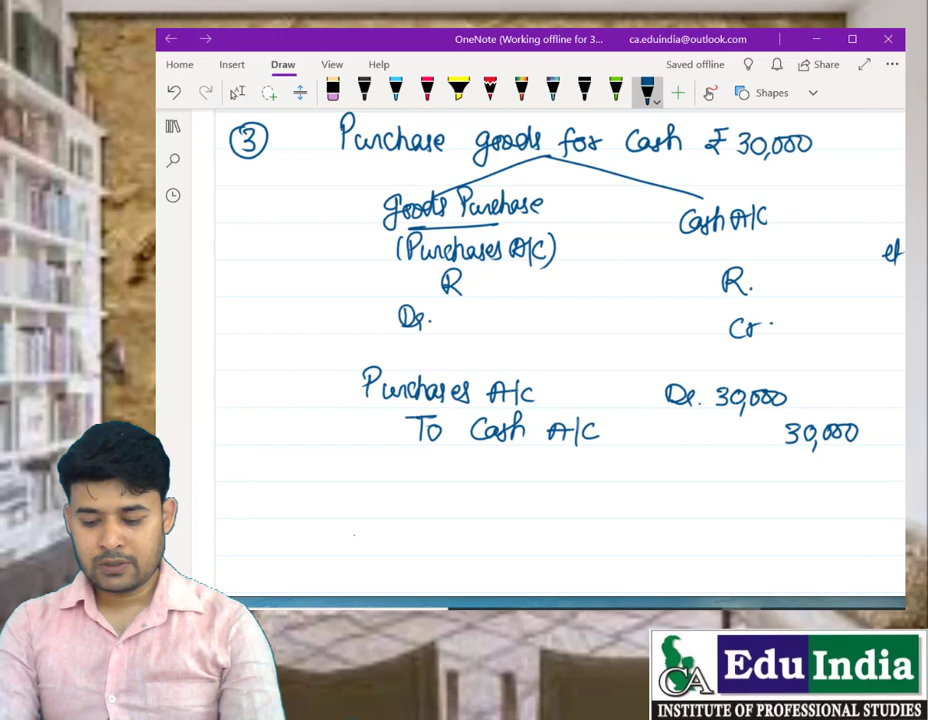 OneNote (Working offline for 3...
ca.eduindia@outlook.com
Home Insert Draw View Help
Saved offline
Share
Shapes
③ Purchase goods for Cash ₹ 30,000
Goods Purchase
Cash A/C
(Purchases A/C)
R
R.
Dr.
Cr.
Purchases A/c Dr. 30,000
To Cash A/C 30,000
CA
Edu India
INSTITUTE OF PROFESSIONAL STUDIES